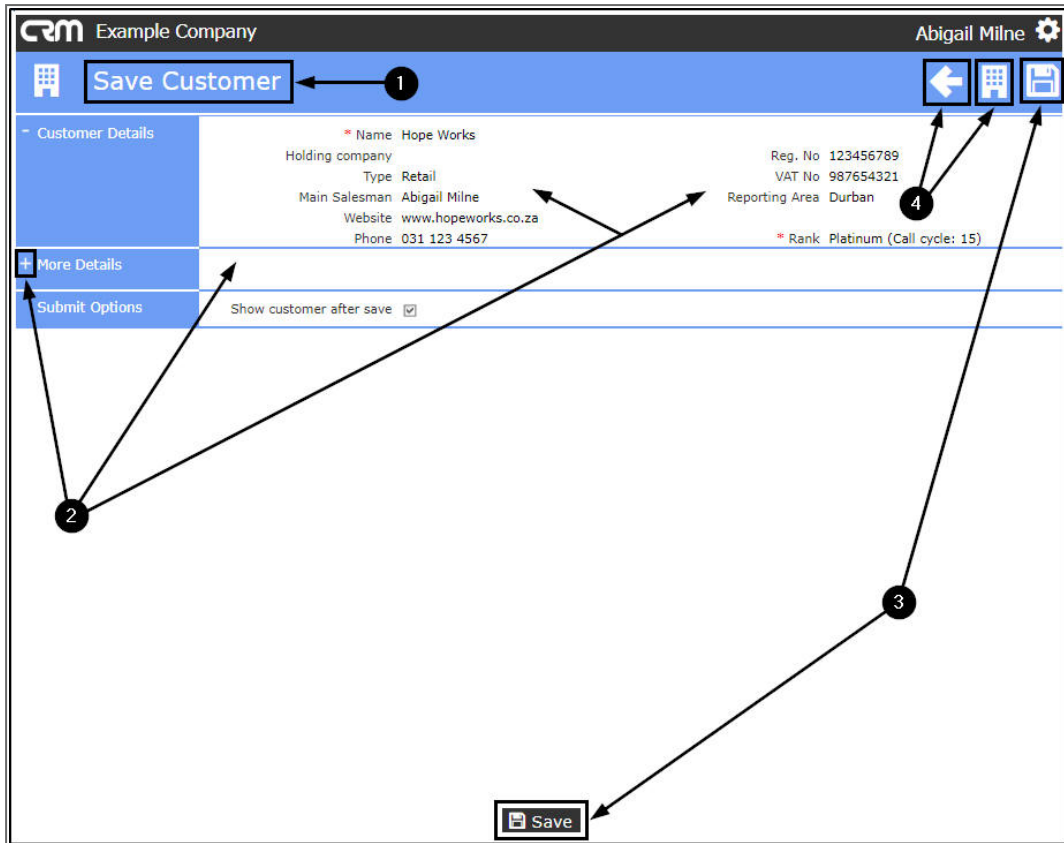 CRM Example Company Abigail Milne
Save Customer 1
- Customer Details
* Name Hope Works
Holding company Reg. No 123456789
Type Retail VAT No 987654321
Main Salesman Abigail Milne Reporting Area Durban
4
Website www.hopeworks.co.za
Phone 031 123 4567 * Rank Platinum (Call cycle: 15)
+ More Details
Submit Options Show customer after save
2
3
Save